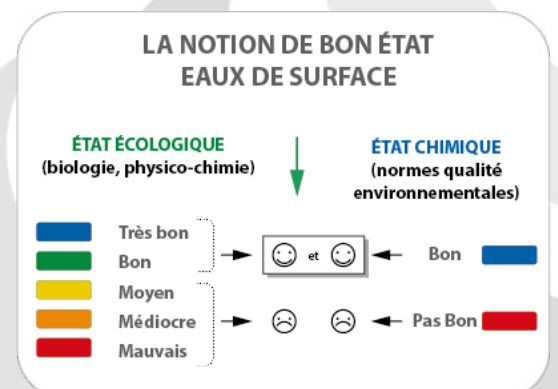 LA NOTION DE BON ÉTAT
EAUX DE SURFACE
ÉTAT ÉCOLOGIQUE
(biologie, physico-chimie)
ÉTAT CHIMIQUE
(normes qualité
environnementales)
Très bon
Bon
Moyen
Médiocre
Mauvais
et
Bon
Pas Bon